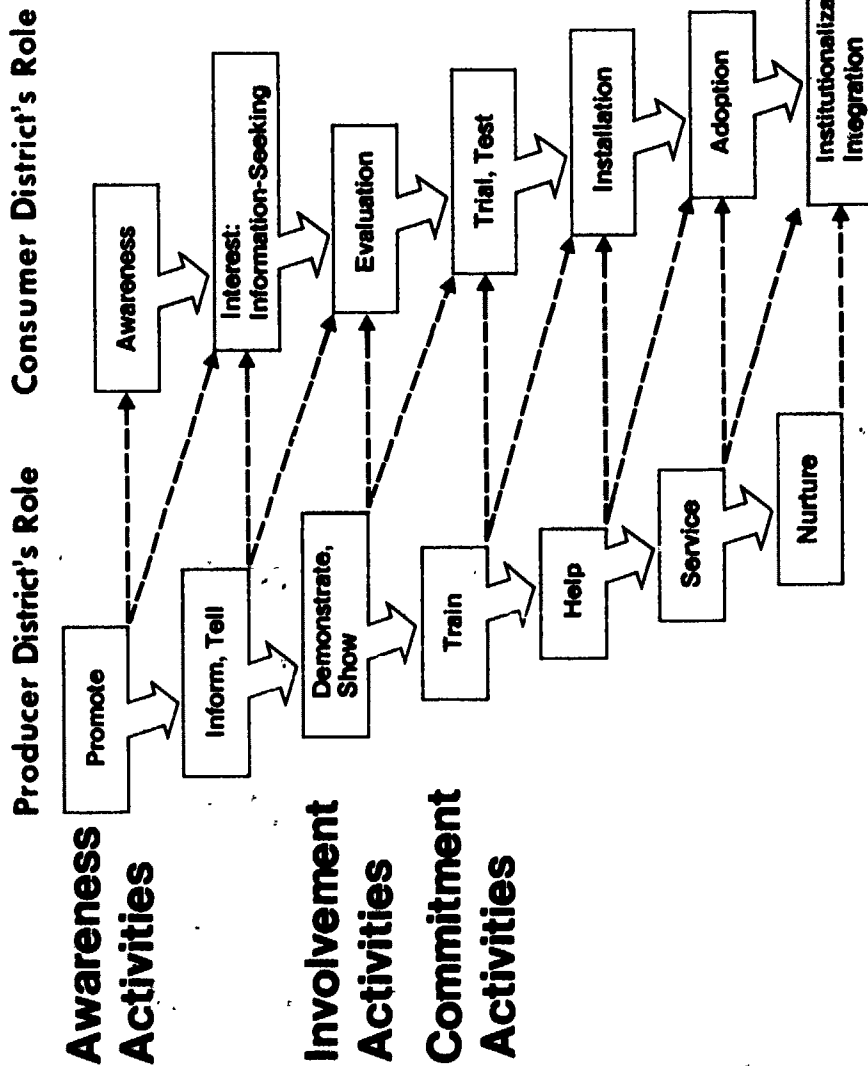 Producer District's Role
Consumer District's Role
Awareness
Activities
Promote
Awareness
Inform, Tell
Interest:
Information-Seeking
Involvement
Activities
Demonstrate,
Show
Evaluation
Commitment
Activities
Train
Trial, Test
Help
Installation
Service
Adoption
Nurture
Institutionaliza
Integration